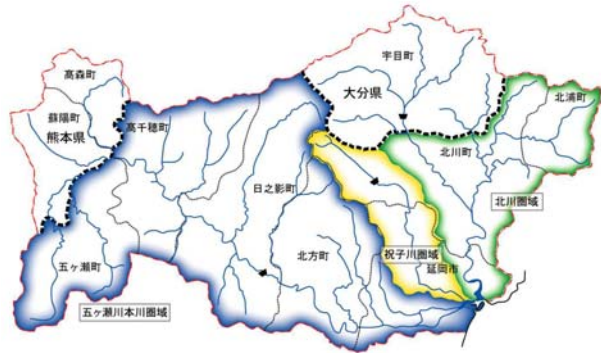 宇目町
高森町
大分県
北浦町
蘇陽町
熊本県
高千穂町
北川町
日之影町
北川圏域
祝子川圏域
北方町
延岡市
五ヶ瀬町
五ヶ瀬川本川圏域